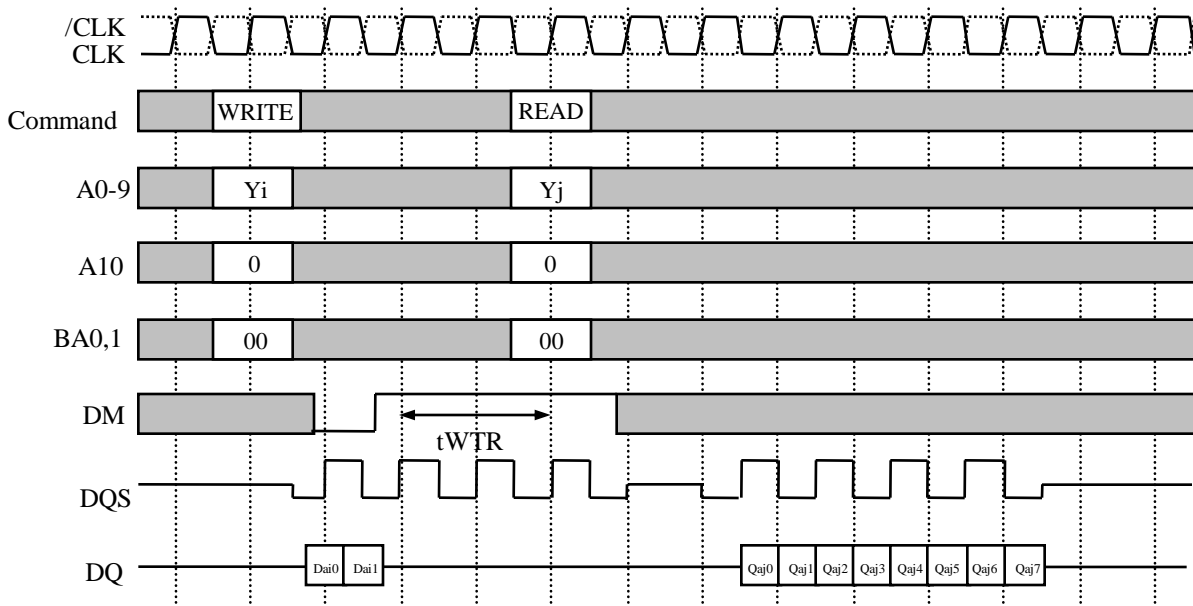 /CLK
CLK
Command WRITE READ
A0-9 Yi Yj
A10 0 0
BA0,1 00 00
DM
tWTR
DQS
DQ Dai0 Dai1 Qaj0 Qaj1 Qaj2 Qaj3 Qaj4 Qaj5 Qaj6 Qaj7